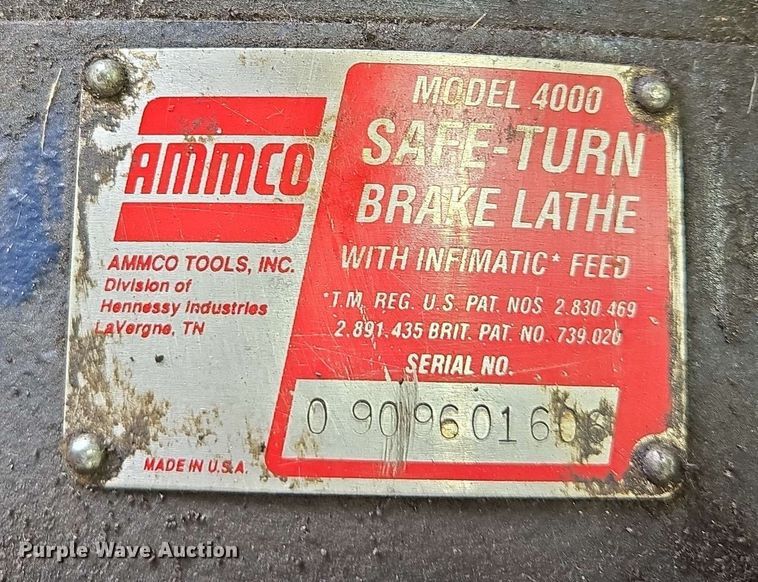 AMMCO
AMMCO TOOLS, INC.
Division of
Hennessy Industries
LaVergne, TN
MADE IN U.S.A.
MODEL 4000
SAFE-TURN
BRAKE LATHE
WITH INFIMATIC* FEED
*T.M. REG. U.S. PAT. NOS. 2.830.469
2.891.435 BRIT. PAT. NO. 739.020
SERIAL NO.
0 909601606
Purple Wave Auction